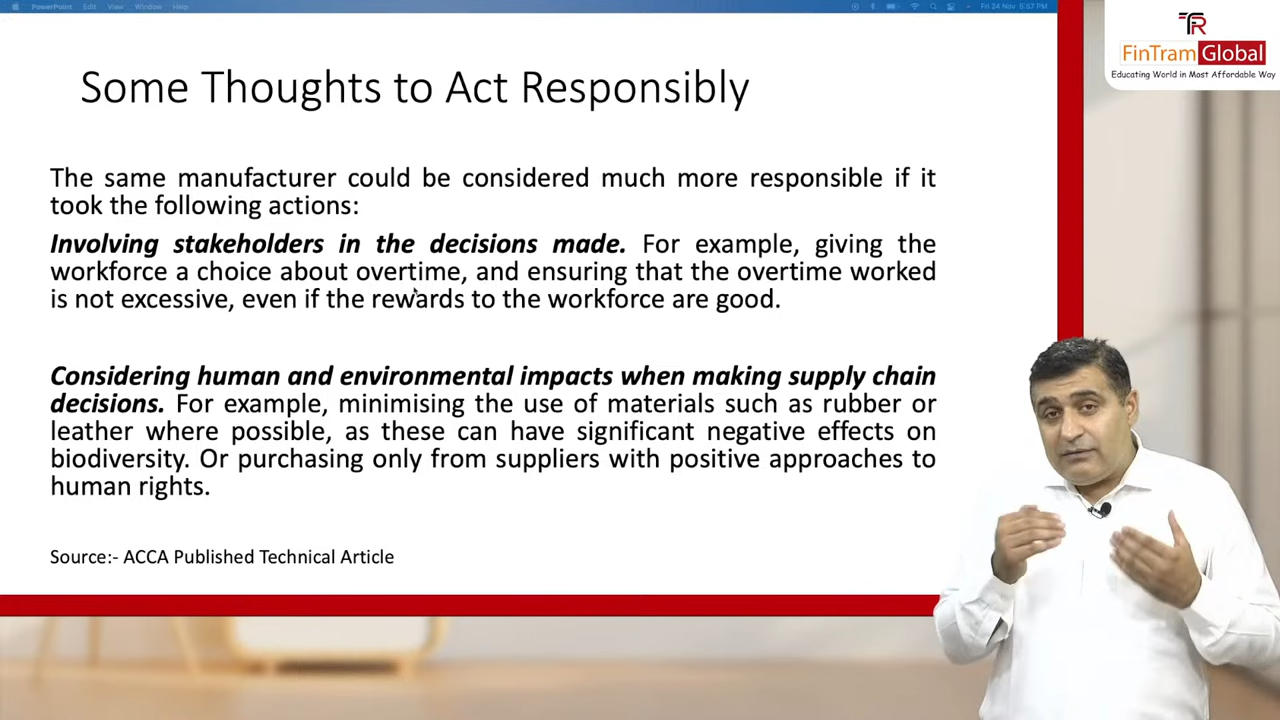 PowerPoint Edit View Window Help Fri 24 Nov 5:57 PM
FinTram Global
Educating World in Most Affordable Way
Some Thoughts to Act Responsibly
The same manufacturer could be considered much more responsible if it
took the following actions:
Involving stakeholders in the decisions made. For example, giving the
workforce a choice about overtime, and ensuring that the overtime worked
is not excessive, even if the rewards to the workforce are good.
Considering human and environmental impacts when making supply chain
decisions. For example, minimising the use of materials such as rubber or
leather where possible, as these can have significant negative effects on
biodiversity. Or purchasing only from suppliers with positive approaches to
human rights.
Source:- ACCA Published Technical Article